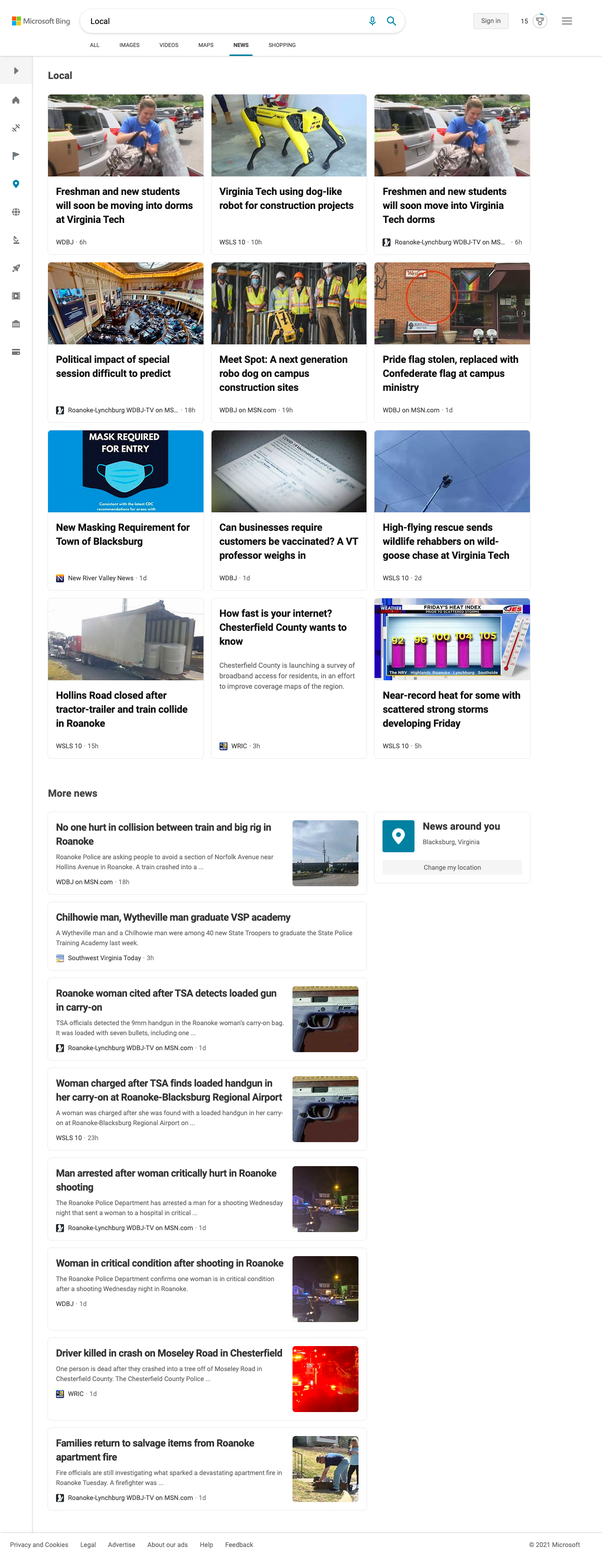 Microsoft Bing
Local
Sign in
15
ALL
IMAGES
VIDEOS
MAPS
NEWS
SHOPPING
Local
Freshman and new students
will soon be moving into dorms
at Virginia Tech
WDBJ · 6h
Virginia Tech using dog-like
robot for construction projects
WSLS 10 · 10h
Freshmen and new students
will soon move into Virginia
Tech dorms
Roanoke-Lynchburg WDBJ-TV on MS... · 6h
Political impact of special
session difficult to predict
Roanoke-Lynchburg WDBJ-TV on MS... · 18h
Meet Spot: A next generation
robo dog on campus
construction sites
WDBJ on MSN.com · 19h
Pride flag stolen, replaced with
Confederate flag at campus
ministry
WDBJ on MSN.com · 1d
MASK REQUIRED
FOR ENTRY
Consistent with the latest CDC
recommendations for areas with
New Masking Requirement for
Town of Blacksburg
New River Valley News · 1d
Can businesses require
customers be vaccinated? A VT
professor weighs in
WDBJ · 1d
High-flying rescue sends
wildlife rehabbers on wild-
goose chase at Virginia Tech
WSLS 10 · 2d
Hollins Road closed after
tractor-trailer and train collide
in Roanoke
WSLS 10 · 15h
How fast is your internet?
Chesterfield County wants to
know
Chesterfield County is launching a survey of
broadband access for residents, in an effort
to improve coverage maps of the region.
WRIC · 3h
WEATHER
FRIDAY'S HEAT INDEX
92 96 100 104 105
The NRV Highlands Roanoke Lynchburg Southside
Near-record heat for some with
scattered strong storms
developing Friday
WSLS 10 · 5h
More news
No one hurt in collision between train and big rig in
Roanoke
Roanoke Police are asking people to avoid a section of Norfolk Avenue near
Hollins Avenue in Roanoke. A train crashed into a ...
WDBJ on MSN.com · 18h
News around you
Blacksburg, Virginia
Change my location
Chilhowie man, Wytheville man graduate VSP academy
A Wytheville man and a Chilhowie man were among 40 new State Troopers to graduate the State Police
Training Academy last week.
Southwest Virginia Today · 3h
Roanoke woman cited after TSA detects loaded gun
in carry-on
TSA officials detected the 9mm handgun in the Roanoke woman's carry-on bag.
It was loaded with seven bullets, including one ...
Roanoke-Lynchburg WDBJ-TV on MSN.com · 1d
Woman charged after TSA finds loaded handgun in
her carry-on at Roanoke-Blacksburg Regional Airport
A woman was charged after she was found with a loaded handgun in her carry-
on at Roanoke-Blacksburg Regional Airport on ...
WSLS 10 · 23h
Man arrested after woman critically hurt in Roanoke
shooting
The Roanoke Police Department has arrested a man for a shooting Wednesday
night that sent a woman to a hospital in critical ...
Roanoke-Lynchburg WDBJ-TV on MSN.com · 1d
Woman in critical condition after shooting in Roanoke
The Roanoke Police Department confirms one woman is in critical condition
after a shooting Wednesday night in Roanoke.
WDBJ · 1d
Driver killed in crash on Moseley Road in Chesterfield
One person is dead after they crashed into a tree off of Moseley Road in
Chesterfield County. The Chesterfield County Police ...
WRIC · 1d
Families return to salvage items from Roanoke
apartment fire
Fire officials are still investigating what sparked a devastating apartment fire in
Roanoke Tuesday. A firefighter was ...
Roanoke-Lynchburg WDBJ-TV on MSN.com · 1d
Privacy and Cookies
Legal
Advertise
About our ads
Help
Feedback
© 2021 Microsoft